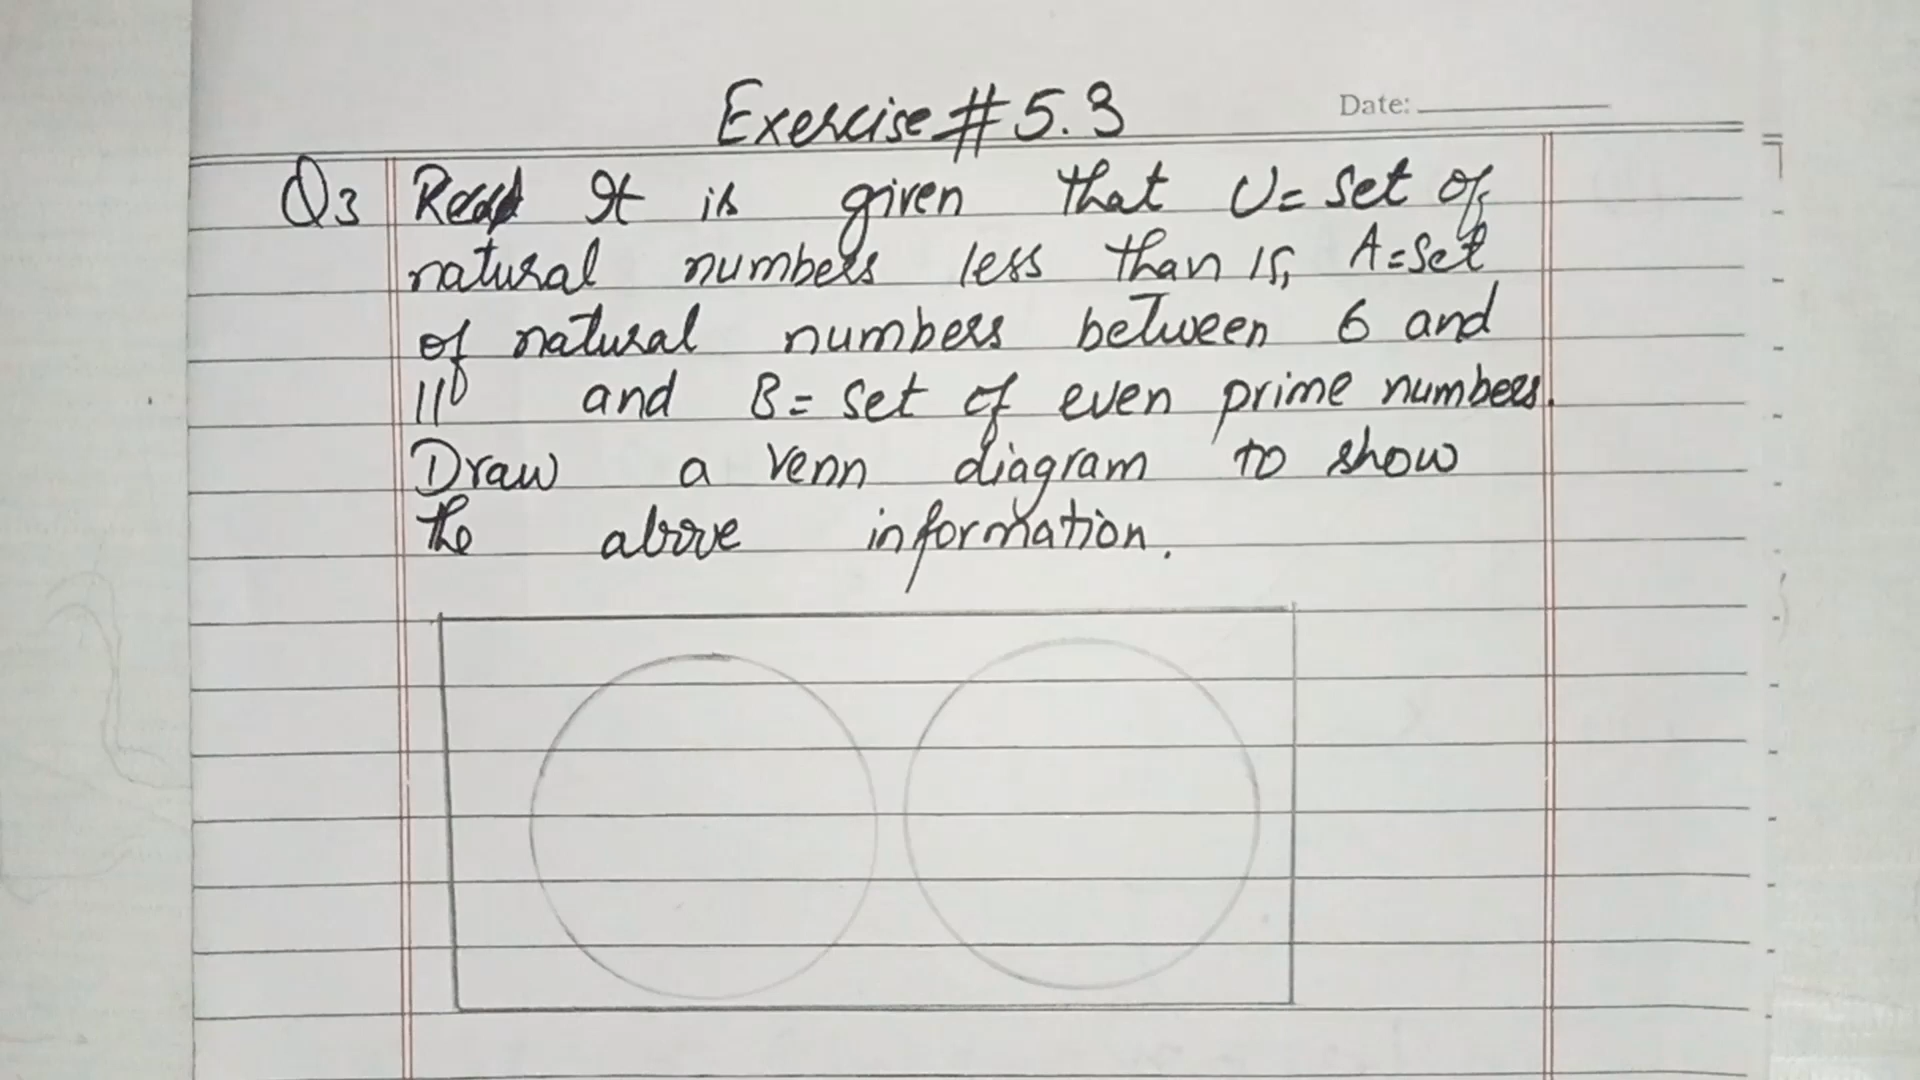 Exercise # 5.3
Date:
Q3 It is given that U= set of
natural numbers less than 15, A=set
of natural numbers between 6 and
11 and B= set of even prime numbers.
Draw a venn diagram to show
the above information.